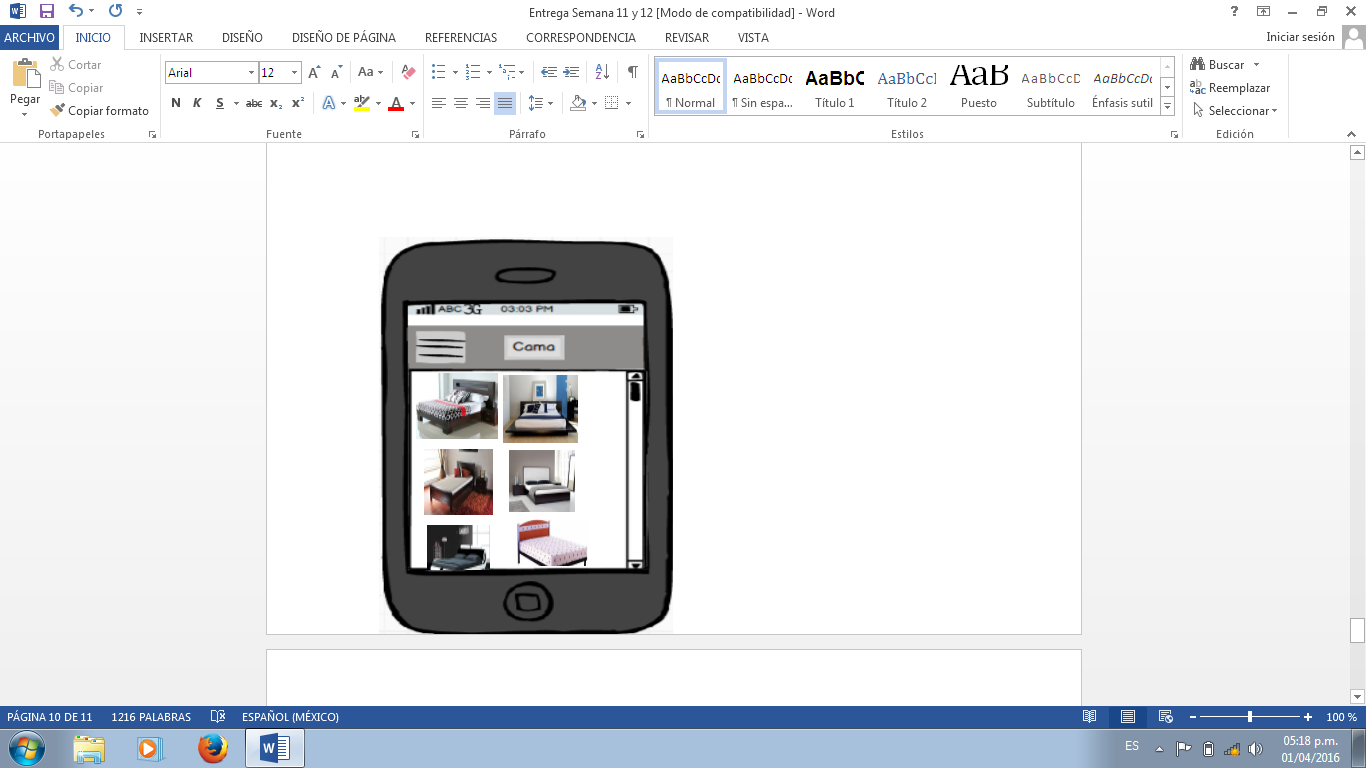 Entrega Semana 11 y 12 [Modo de compatibilidad] - Word
ARCHIVO INICIO INSERTAR DISEÑO DISEÑO DE PÁGINA REFERENCIAS CORRESPONDENCIA REVISAR VISTA Iniciar sesión
Pegar
Cortar
Copiar
Copiar formato
Portapapeles
Arial 12
N K S abc x₂ x²
Fuente
Párrafo
AaBbCcDc AaBbCcDc AaBbC AaBbCcI AaB AaBbCcD AaBbCcDc
¶ Normal ¶ Sin espa... Título 1 Título 2 Puesto Subtítulo Énfasis sutil
Estilos
Buscar
Reemplazar
Seleccionar
Edición
ABC 3G 03:03 PM
Cama
PÁGINA 10 DE 11 1216 PALABRAS ESPAÑOL (MÉXICO) 100 %
ES 05:18 p.m.
01/04/2016